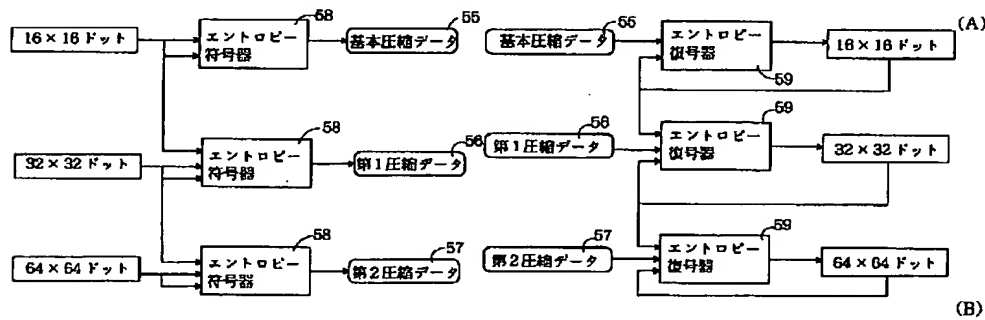 58
55
55
(A)
16×16ドット
エントロピー
符号器
基本圧縮データ
基本圧縮データ
エントロピー
復号器
16×16ドット
59
58
56
56
59
32×32ドット
エントロピー
符号器
第1圧縮データ
第1圧縮データ
エントロピー
復号器
32×32ドット
58
57
57
59
64×64ドット
エントロピー
符号器
第2圧縮データ
第2圧縮データ
エントロピー
復号器
64×64ドット
(B)